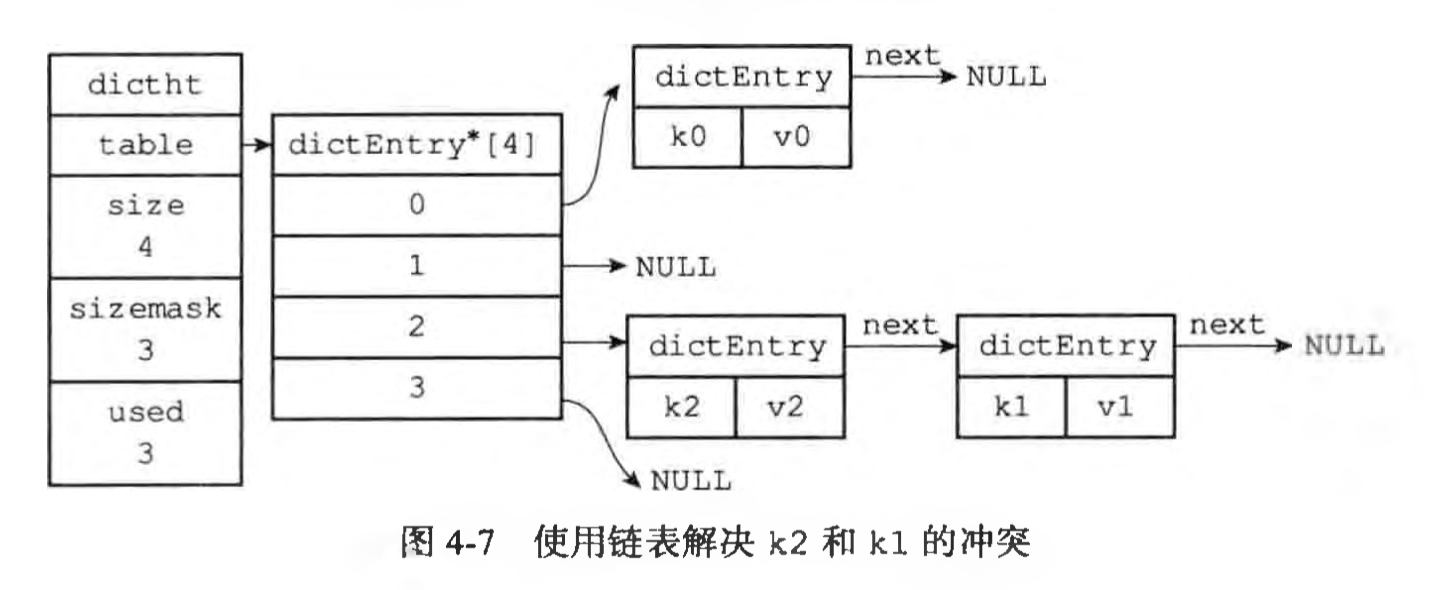 dictht
table
size
4
sizemask
3
used
3
dictEntry*[4]
0
1
2
3
dictEntry
k0 v0
next
NULL
NULL
dictEntry
k2 v2
next
dictEntry
k1 v1
next
NULL
NULL
图 4-7 使用链表解决 k2 和 k1 的冲突